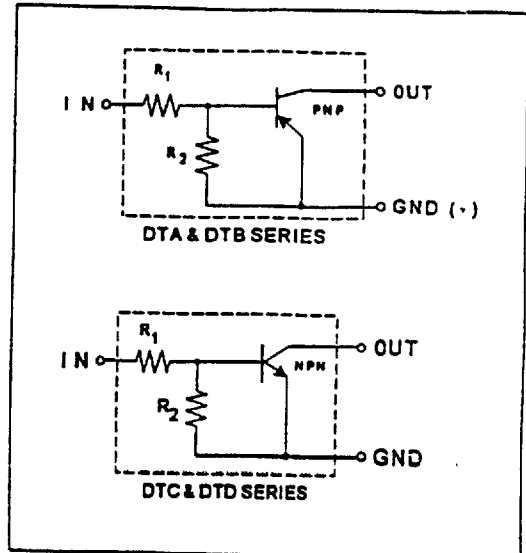 R1
IN
OUT
PNP
R2
GND (+)
DTA & DTB SERIES
R1
IN
OUT
NPN
R2
GND
DTC & DTD SERIES